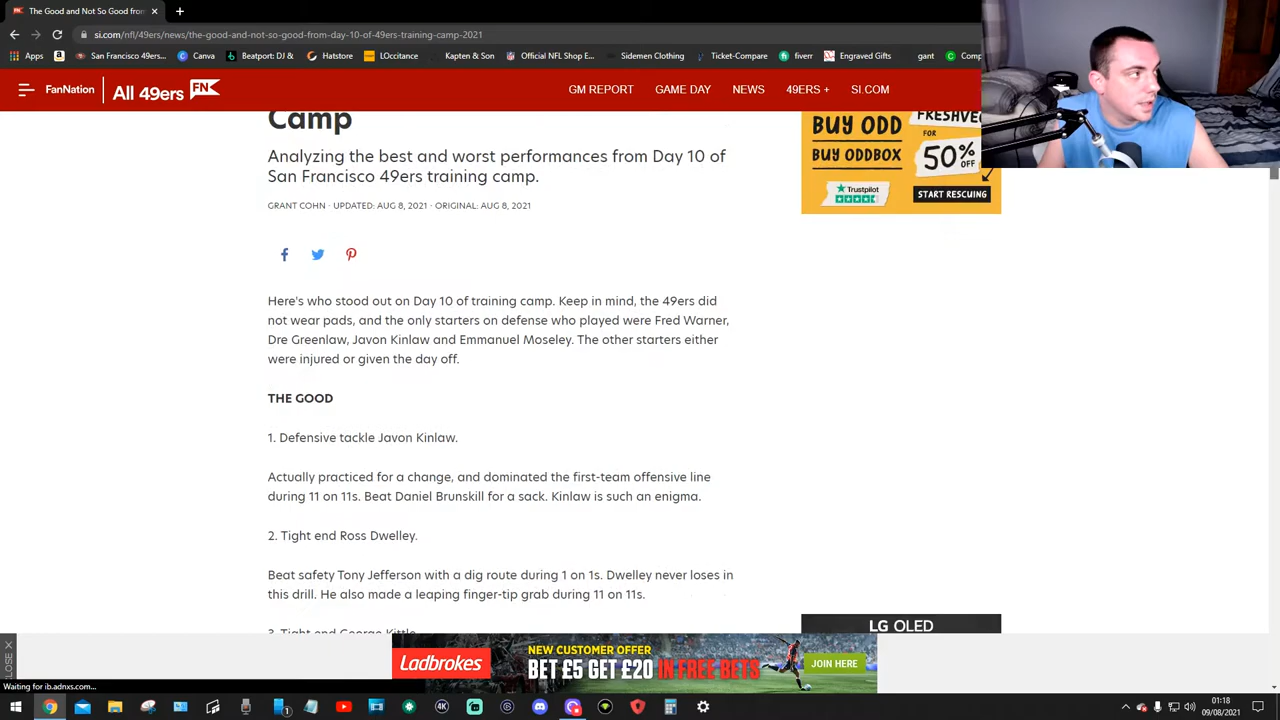 The Good and Not So Good from
si.com/nfl/49ers/news/the-good-and-not-so-good-from-day-10-of-49ers-training-camp-2021
Apps
San Francisco 49ers...
Canva
Beatport: DJ &...
Hatstore
LOccitance
Kapten & Son
Official NFL Shop E...
Sidemen Clothing
Ticket-Compare
fiverr
Engraved Gifts
gant
Comp
FanNation
All 49ers FN
GM REPORT
GAME DAY
NEWS
49ERS +
SI.COM
Camp
Analyzing the best and worst performances from Day 10 of
San Francisco 49ers training camp.
GRANT COHN · UPDATED: AUG 8, 2021 · ORIGINAL: AUG 8, 2021
Here's who stood out on Day 10 of training camp. Keep in mind, the 49ers did
not wear pads, and the only starters on defense who played were Fred Warner,
Dre Greenlaw, Javon Kinlaw and Emmanuel Moseley. The other starters either
were injured or given the day off.
THE GOOD
1. Defensive tackle Javon Kinlaw.
Actually practiced for a change, and dominated the first-team offensive line
during 11 on 11s. Beat Daniel Brunskill for a sack. Kinlaw is such an enigma.
2. Tight end Ross Dwelley.
Beat safety Tony Jefferson with a dig route during 1 on 1s. Dwelley never loses in
this drill. He also made a leaping finger-tip grab during 11 on 11s.
3. Tight end George Kittle
BUY ODD
BUY ODDBOX
FRESHVEG
FOR
50% OFF
Trustpilot
START RESCUING
LG OLED
CLOSE X
Ladbrokes
NEW CUSTOMER OFFER
BET £5 GET £20 IN FREE BETS
JOIN HERE
Waiting for ib.adnxs.com...
01:18
09/08/2021